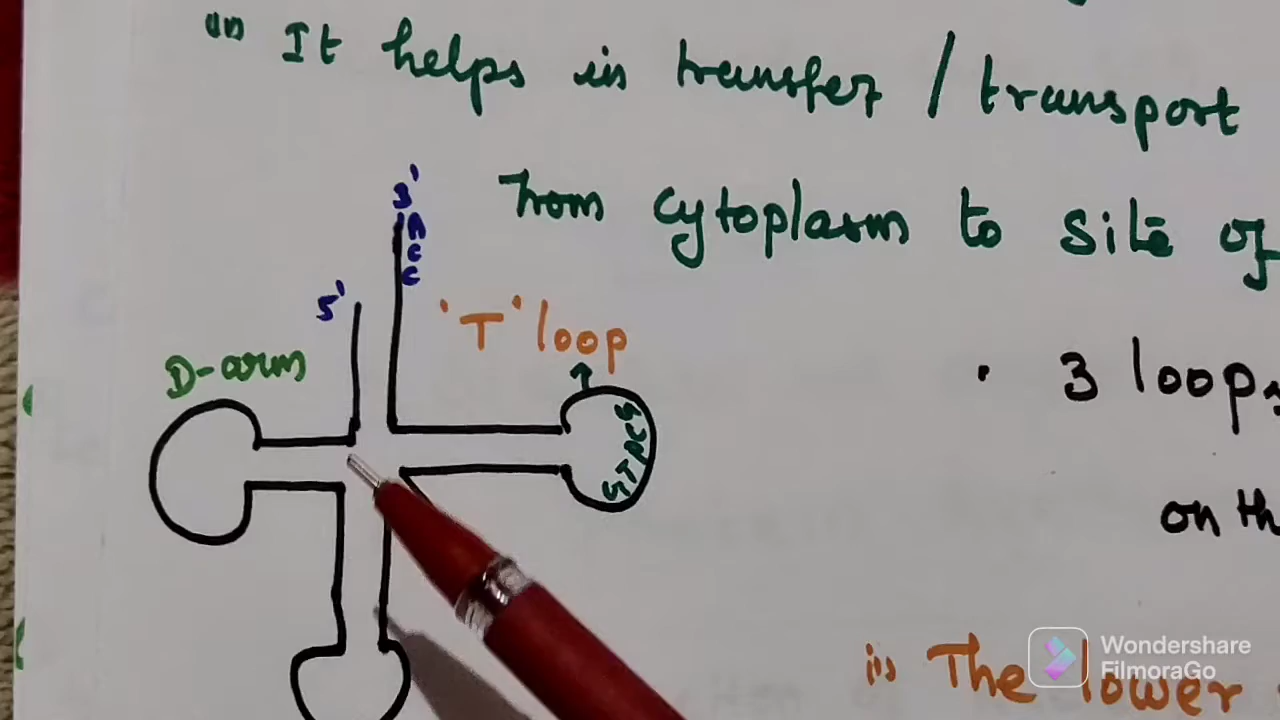 It helps in transfer / transport
from cytoplasm to site of
3'
A
C
C
5'
'T' loop
D-arm
3 loops
on th
The lower
Wondershare
FilmoraGo